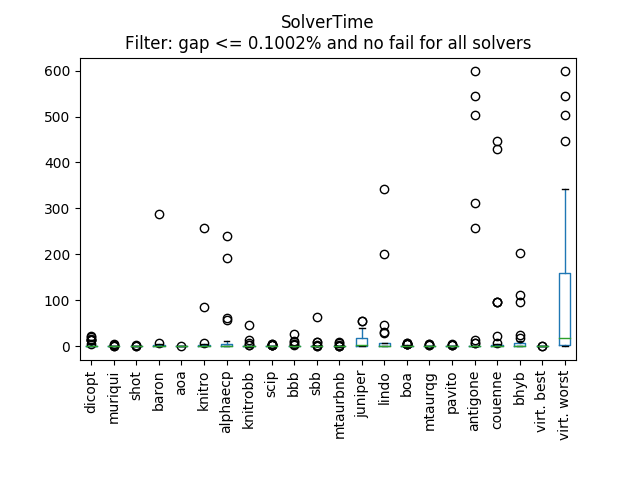 SolverTime
Filter: gap <= 0.1002% and no fail for all solvers
600
500
400
300
200
100
0
dicopt
muriqui
shot
baron
aoa
knitro
alphaecp
knitrobb
scip
bbb
sbb
mtaurbnb
juniper
lindo
boa
mtaurqg
pavito
antigone
couenne
bhyb
virt. best
virt. worst